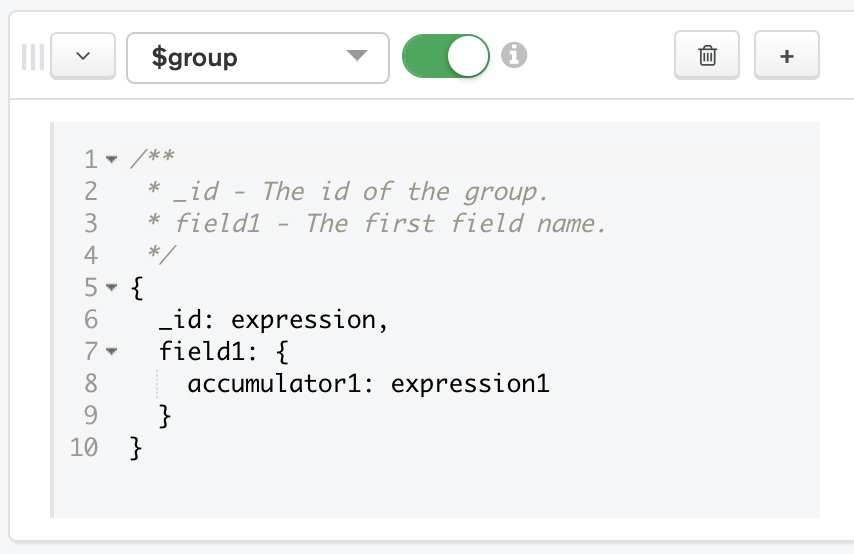 $group
1 /**
2 * _id - The id of the group.
3 * field1 - The first field name.
4 */
5 {
6 _id: expression,
7 field1: {
8 accumulator1: expression1
9 }
10 }